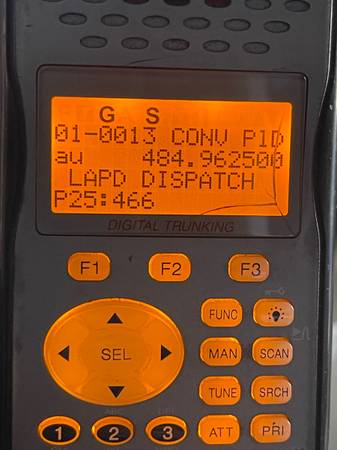 G S
01-0013 CONV P1D
au 484.962500
LAPD DISPATCH
P25:466
DIGITAL TRUNKING
F1 F2 F3
FUNC
SEL MAN SCAN
TUNE SRCH
ABC
1 2 3 ATT PRI